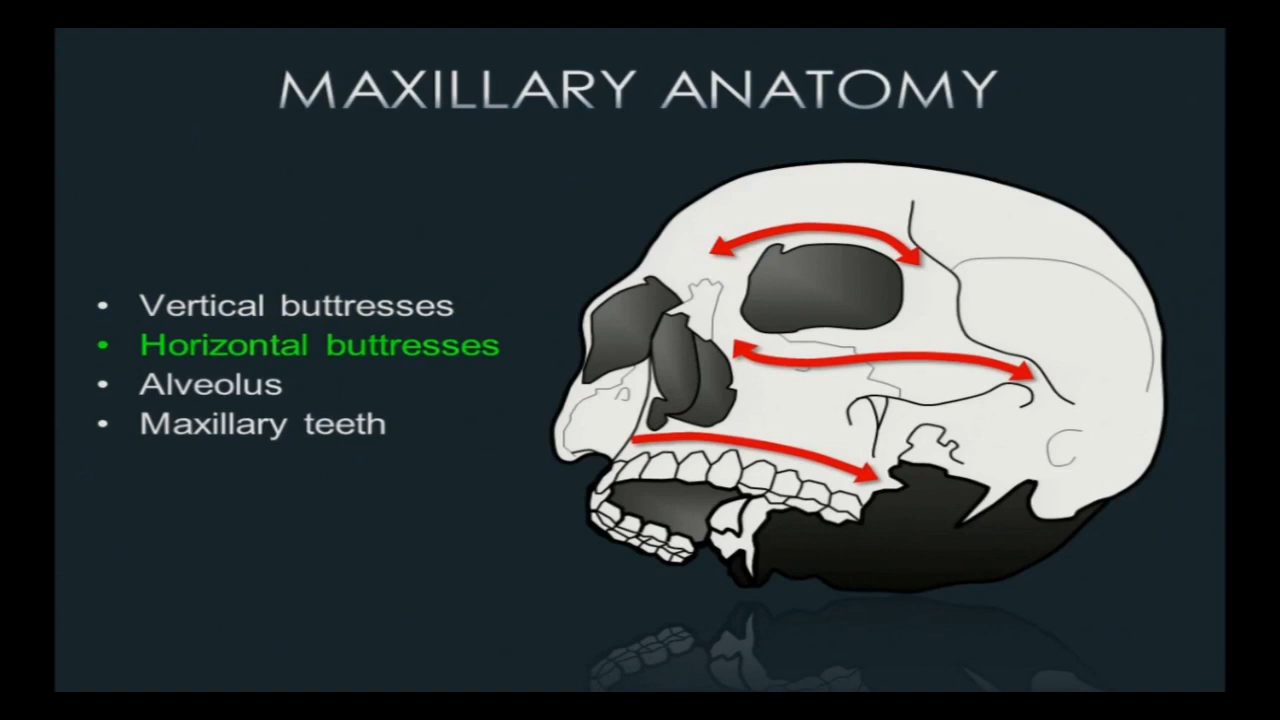 MAXILLARY ANATOMY
• Vertical buttresses
• Horizontal buttresses
• Alveolus
• Maxillary teeth